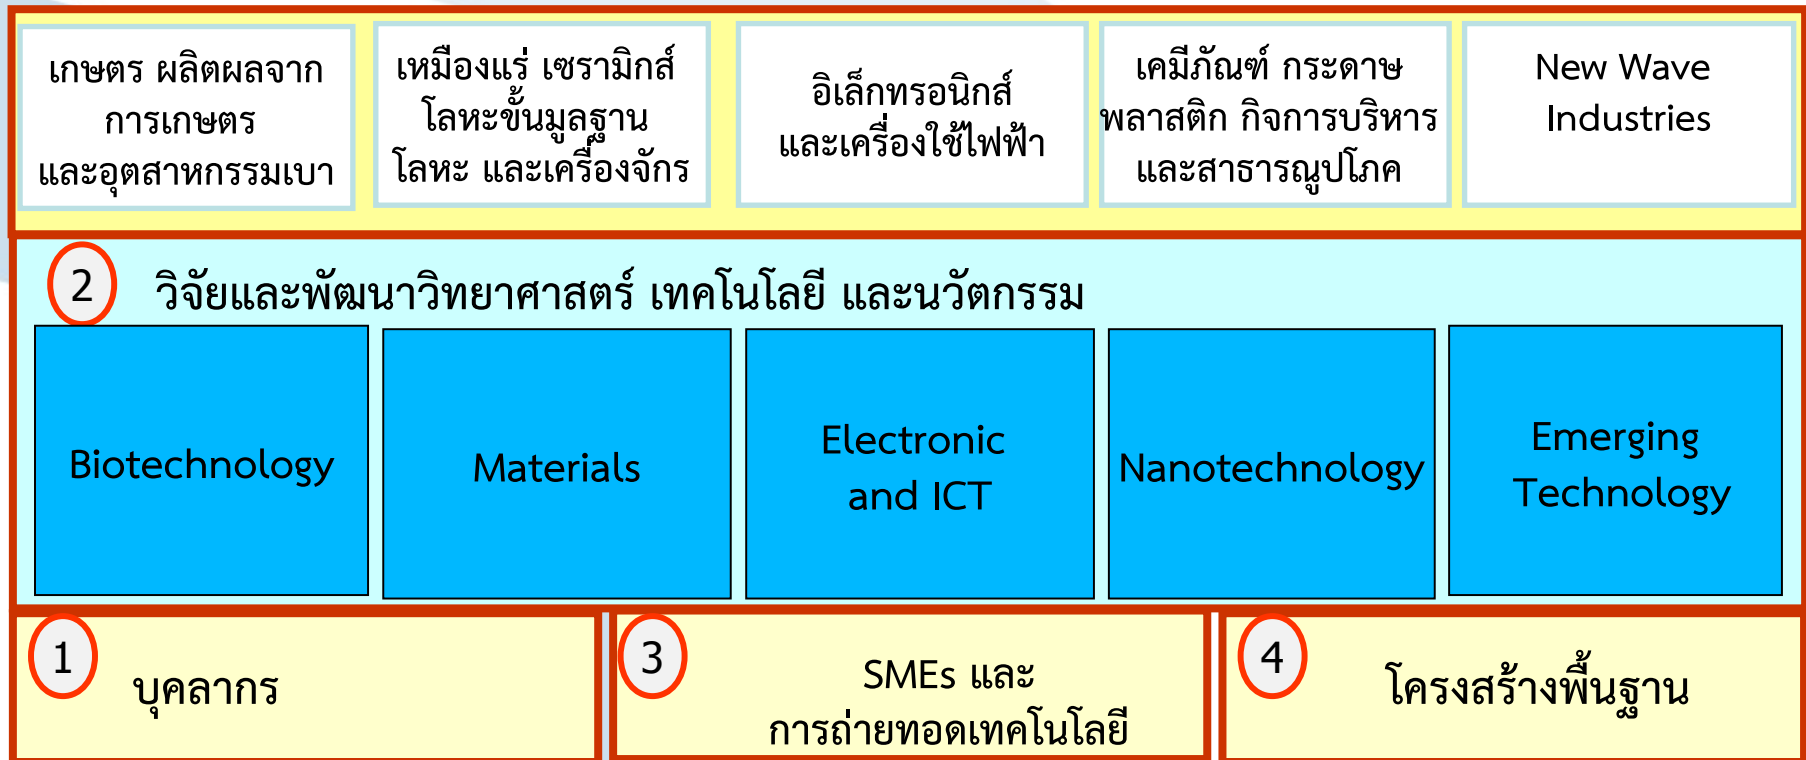 เกษตร ผลิตผลจาก
การเกษตร
และอุตสาหกรรมเบา
เหมืองแร่ เซรามิกส์
โลหะขั้นมูลฐาน
โลหะ และเครื่องจักร
อิเล็กทรอนิกส์
และเครื่องใช้ไฟฟ้า
เคมีภัณฑ์ กระดาษ
พลาสติก กิจการบริหาร
และสาธารณูปโภค
New Wave
Industries
2
วิจัยและพัฒนาวิทยาศาสตร์ เทคโนโลยี และนวัตกรรม
Biotechnology
Materials
Electronic
and ICT
Nanotechnology
Emerging
Technology
1
บุคลากร
3
SMEs และ
การถ่ายทอดเทคโนโลยี
4
โครงสร้างพื้นฐาน